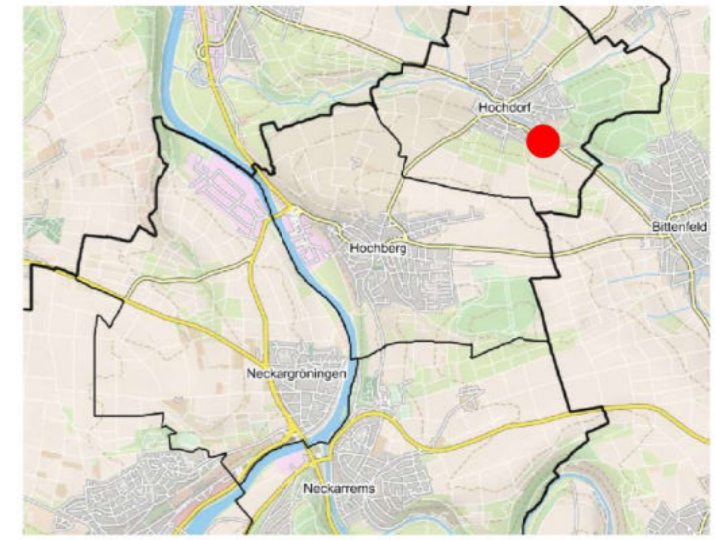 Hochdorf
Bittenfeld
Hochberg
Neckargröningen
Neckarrems